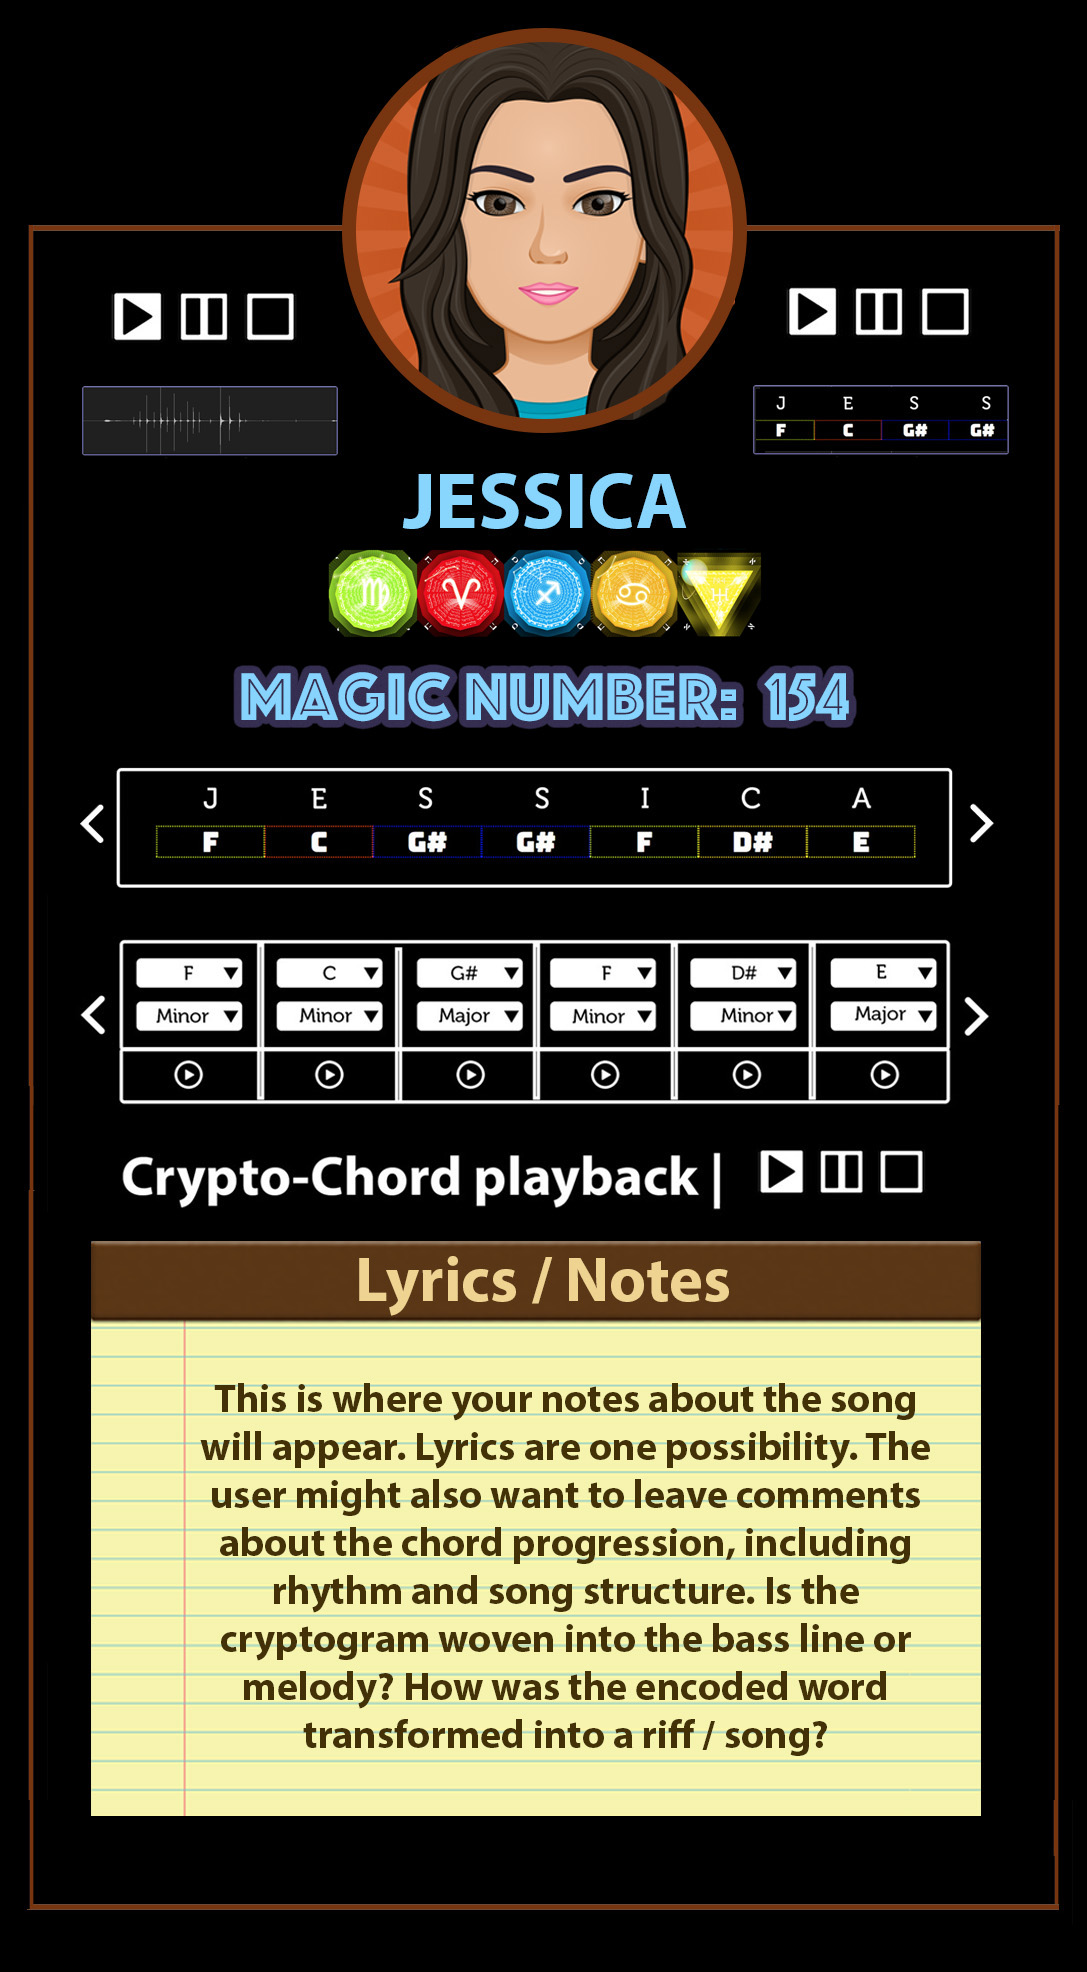 J E S S
F C G# G#
JESSICA
MAGIC NUMBER: 154
J E S S I C A
F C G# G# F D# E
F C G# F D# E
Minor Minor Major Minor Minor Major
Crypto-Chord playback |
Lyrics / Notes
This is where your notes about the song
will appear. Lyrics are one possibility. The
user might also want to leave comments
about the chord progression, including
rhythm and song structure. Is the
cryptogram woven into the bass line or
melody? How was the encoded word
transformed into a riff / song?